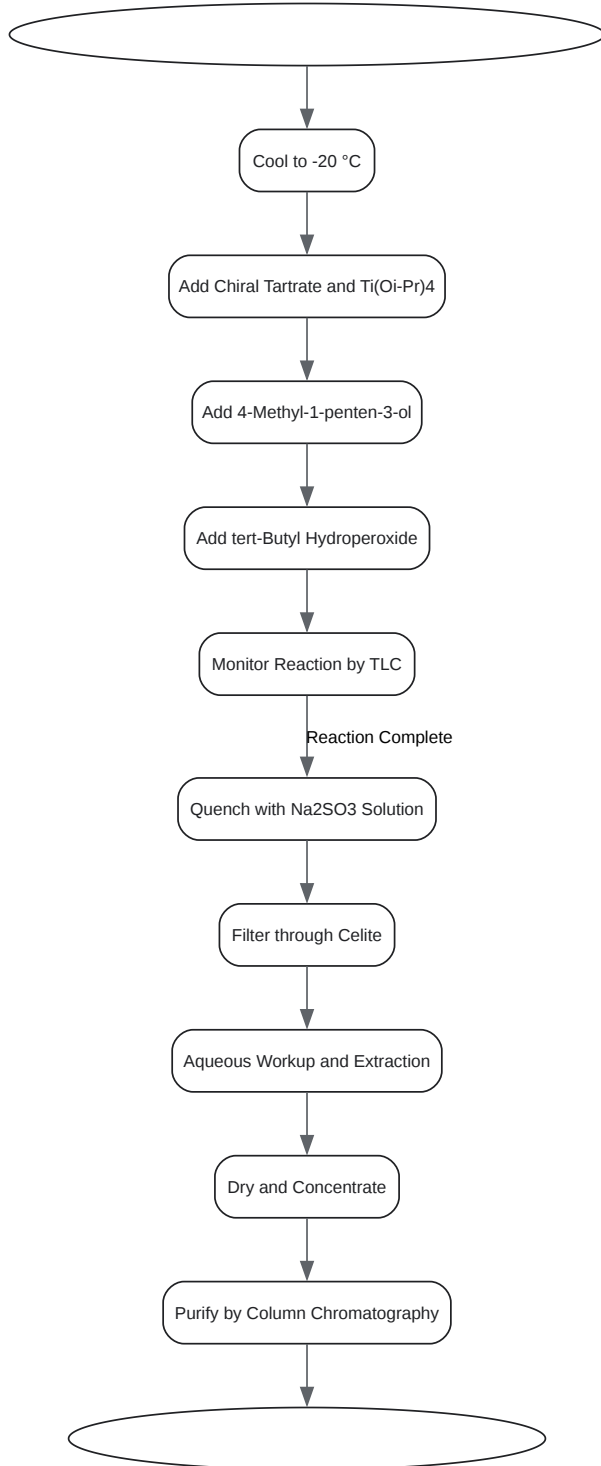 Cool to -20 °C
Add Chiral Tartrate and Ti(Oi-Pr)4
Add 4-Methyl-1-penten-3-ol
Add tert-Butyl Hydroperoxide
Monitor Reaction by TLC
Reaction Complete
Quench with Na2SO3 Solution
Filter through Celite
Aqueous Workup and Extraction
Dry and Concentrate
Purify by Column Chromatography